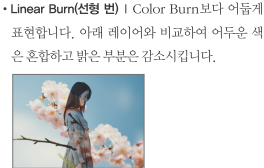 • Linear Burn(선형 번) | Color Burn보다 어둡게
표현합니다. 아래 레이어와 비교하여 어두운 색
은 혼합하고 밝은 부분은 감소시킵니다.